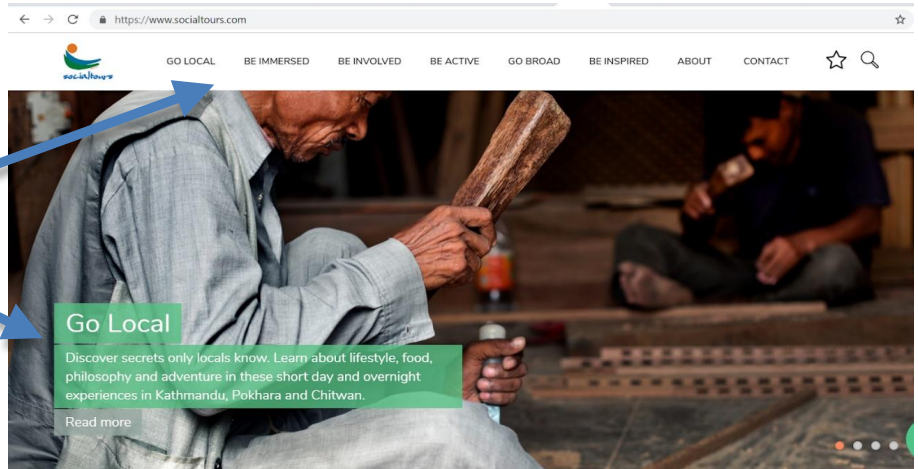 https://www.socialtours.com
socialtours
GO LOCAL BE IMMERSED BE INVOLVED BE ACTIVE GO BROAD BE INSPIRED ABOUT CONTACT
Go Local
Discover secrets only locals know. Learn about lifestyle, food,
philosophy and adventure in these short day and overnight
experiences in Kathmandu, Pokhara and Chitwan.
Read more